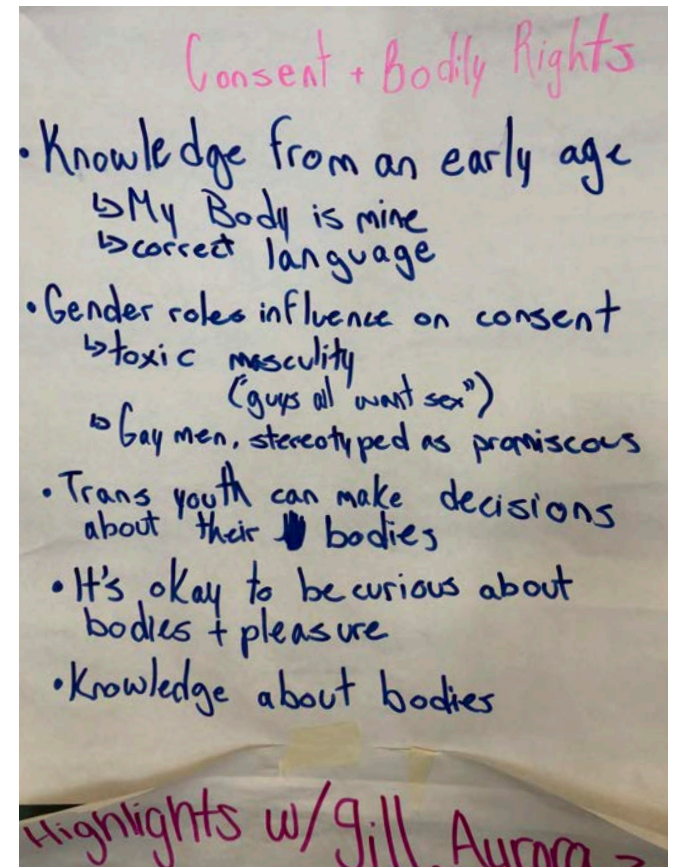 Consent + Bodily Rights
• Knowledge from an early age
↳ My Body is mine
↳ correct language
• Gender roles influence on consent
↳ toxic masculity
("guys all want sex")
↳ Gay men, stereotyped as promiscous
• Trans youth can make decisions
about their bodies
• It's okay to be curious about
bodies + pleasure
• Knowledge about bodies
Highlights w/ gill, Aurora